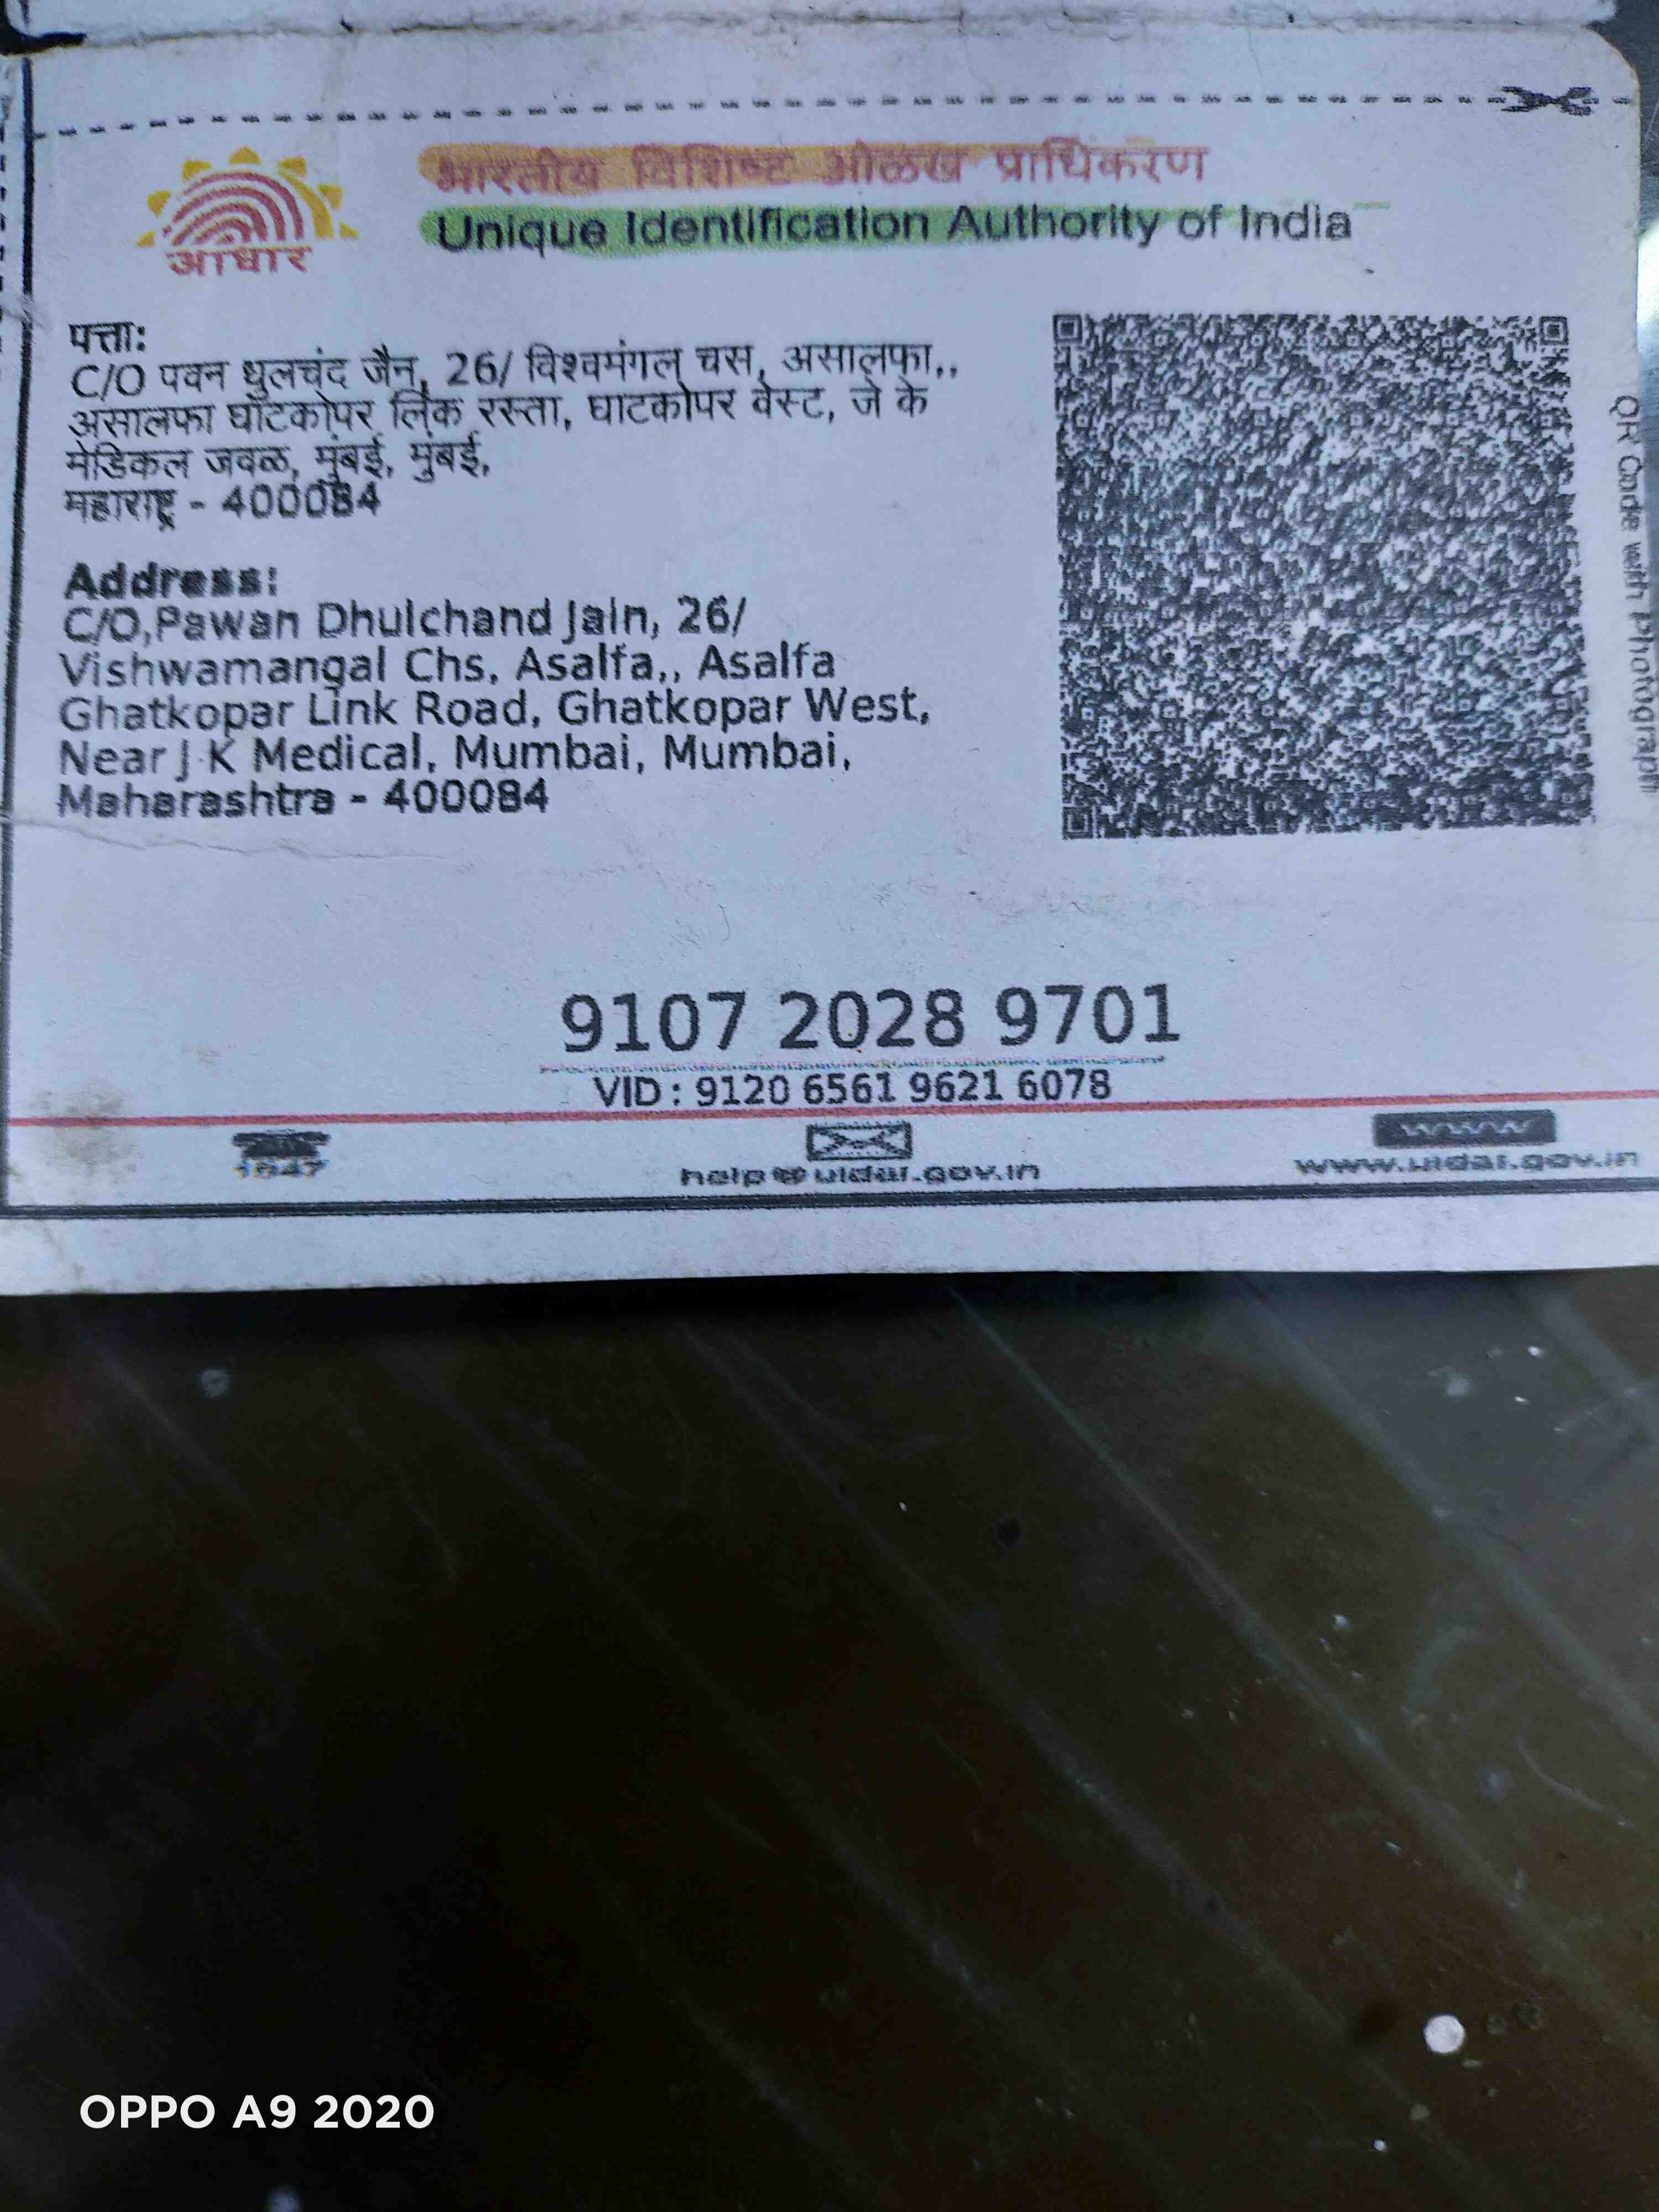 भारतीय विशिष्ट ओळख प्राधिकरण
Unique Identification Authority of India
आधार
पत्ता:
C/O पवन धुलचंद जैन, 26/ विश्वमंगल चस, असालफा,,
असालफा घाटकोपर लिंक रस्ता, घाटकोपर वेस्ट, जे के
मेडिकल जवळ, मुंबई, मुंबई,
महाराष्ट्र - 400084
Address:
C/O,Pawan Dhulchand Jain, 26/
Vishwamangal Chs, Asalfa,, Asalfa
Ghatkopar Link Road, Ghatkopar West,
Near J K Medical, Mumbai, Mumbai,
Maharashtra - 400084
QR Code with Photograph
9107 2028 9701
VID : 9120 6561 9621 6078
1947
help@uidai.gov.in
www
www.uidai.gov.in
OPPO A9 2020